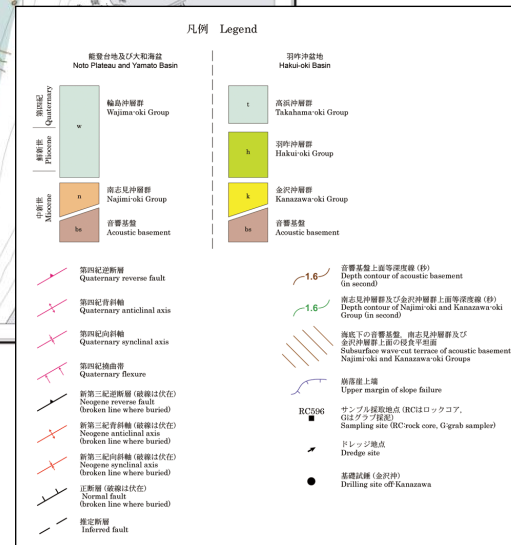 凡例 Legend
能登台地及び大和海盆
Noto Plateau and Yamato Basin
羽咋沖盆地
Hakui-oki Basin
第四紀
Quaternary
鮮新世
Pliocene
中新世
Miocene
w
輪島沖層群
Wajima-oki Group
n
南志見沖層群
Najimi-oki Group
bs
音響基盤
Acoustic basement
t
高浜沖層群
Takahama-oki Group
h
羽咋沖層群
Hakui-oki Group
k
金沢沖層群
Kanazawa-oki Group
bs
音響基盤
Acoustic basement
第四紀逆断層
Quaternary reverse fault
第四紀背斜軸
Quaternary anticlinal axis
第四紀向斜軸
Quaternary synclinal axis
第四紀撓曲帯
Quaternary flexure
新第三紀逆断層 (破線は伏在)
Neogene reverse fault
(broken line where buried)
新第三紀背斜軸 (破線は伏在)
Neogene anticlinal axis
(broken line where buried)
新第三紀向斜軸 (破線は伏在)
Neogene synclinal axis
(broken line where buried)
正断層 (破線は伏在)
Normal fault
(broken line where buried)
推定断層
Inferred fault
1.6
音響基盤上面等深度線 (秒)
Depth contour of acoustic basement
(in second)
1.6
南志見沖層群及び金沢沖層群上面等深度線 (秒)
Depth contour of Najimi-oki and Kanazawa-oki
Group (in second)
海底下の音響基盤，南志見沖層群及び
金沢沖層群上面の侵食平坦面
Subsurface wave-cut terrace of acoustic basement
Najimi-oki and Kanazawa-oki Groups
崩落崖上端
Upper margin of slope failure
RC596
サンプル採取地点 (RCはロックコア，
Gはグラブ採泥)
Sampling site (RC:rock core, G:grab sampler)
ドレッジ地点
Dredge site
基礎試錐 (金沢沖)
Drilling site off-Kanazawa